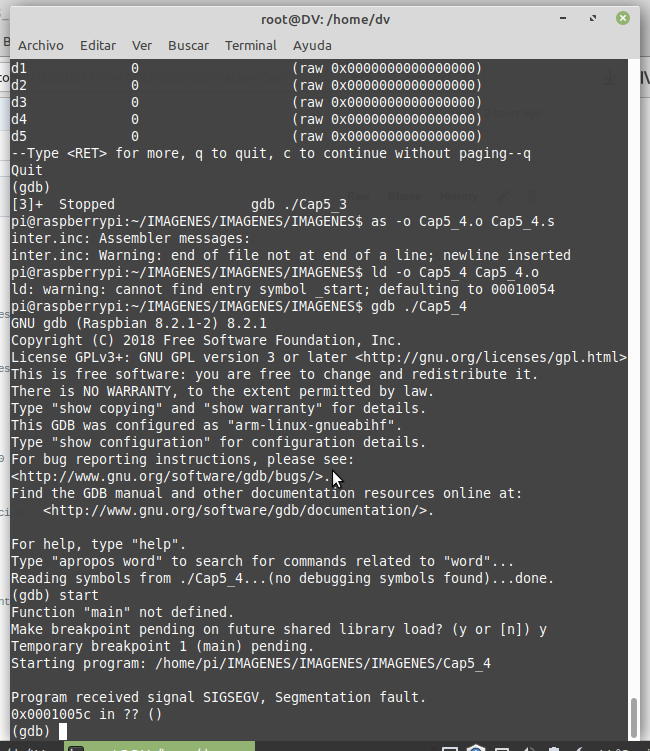 root@DV: /home/dv
Archivo Editar Ver Buscar Terminal Ayuda
d1 0 (raw 0x0000000000000000)
d2 0 (raw 0x0000000000000000)
d3 0 (raw 0x0000000000000000)
d4 0 (raw 0x0000000000000000)
d5 0 (raw 0x0000000000000000)
--Type <RET> for more, q to quit, c to continue without paging--q
Quit
(gdb)
[3]+ Stopped gdb ./Cap5_3
pi@raspberrypi:~/IMAGENES/IMAGENES/IMAGENES$ as -o Cap5_4.o Cap5_4.s
inter.inc: Assembler messages:
inter.inc: Warning: end of file not at end of a line; newline inserted
pi@raspberrypi:~/IMAGENES/IMAGENES/IMAGENES$ ld -o Cap5_4 Cap5_4.o
ld: warning: cannot find entry symbol _start; defaulting to 00010054
pi@raspberrypi:~/IMAGENES/IMAGENES/IMAGENES$ gdb ./Cap5_4
GNU gdb (Raspbian 8.2.1-2) 8.2.1
Copyright (C) 2018 Free Software Foundation, Inc.
License GPLv3+: GNU GPL version 3 or later <http://gnu.org/licenses/gpl.html>
This is free software: you are free to change and redistribute it.
There is NO WARRANTY, to the extent permitted by law.
Type "show copying" and "show warranty" for details.
This GDB was configured as "arm-linux-gnueabihf".
Type "show configuration" for configuration details.
For bug reporting instructions, please see:
<http://www.gnu.org/software/gdb/bugs/>.
Find the GDB manual and other documentation resources online at:
<http://www.gnu.org/software/gdb/documentation/>.
For help, type "help".
Type "apropos word" to search for commands related to "word"...
Reading symbols from ./Cap5_4...(no debugging symbols found)...done.
(gdb) start
Function "main" not defined.
Make breakpoint pending on future shared library load? (y or [n]) y
Temporary breakpoint 1 (main) pending.
Starting program: /home/pi/IMAGENES/IMAGENES/IMAGENES/Cap5_4
Program received signal SIGSEGV, Segmentation fault.
0x0001005c in ?? ()
(gdb)